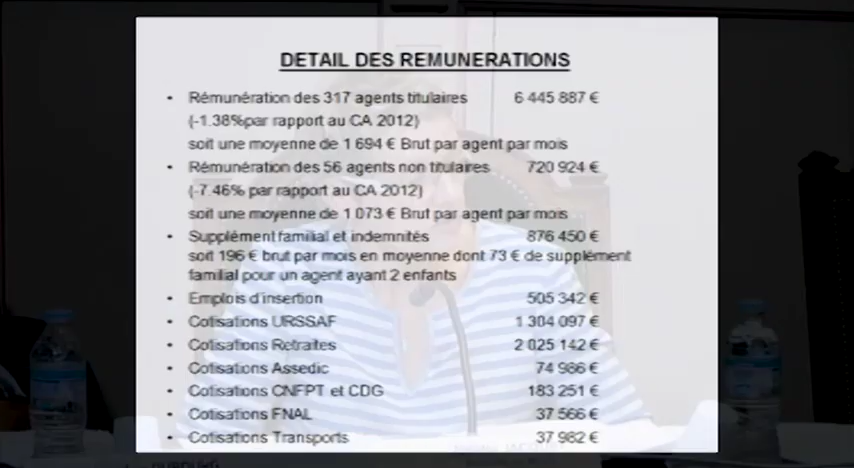 DETAIL DES REMUNERATIONS
• Rémunération des 317 agents titulaires 6 445 887 €
(-1.38%par rapport au CA 2012)
soit une moyenne de 1 694 € Brut par agent par mois
• Rémunération des 56 agents non titulaires 720 924 €
(-7.46% par rapport au CA 2012)
soit une moyenne de 1 073 € Brut par agent par mois
• Supplément familial et indemnités 876 450 €
soit 196 € brut par mois en moyenne dont 73 € de supplément
familial pour un agent ayant 2 enfants
• Emplois d'insertion 505 342 €
• Cotisations URSSAF 1 304 097 €
• Cotisations Retraites 2 025 142 €
• Cotisations Assedic 74 986 €
• Cotisations CNFPT et CDG 183 251 €
• Cotisations FNAL 37 566 €
• Cotisations Transports 37 982 €